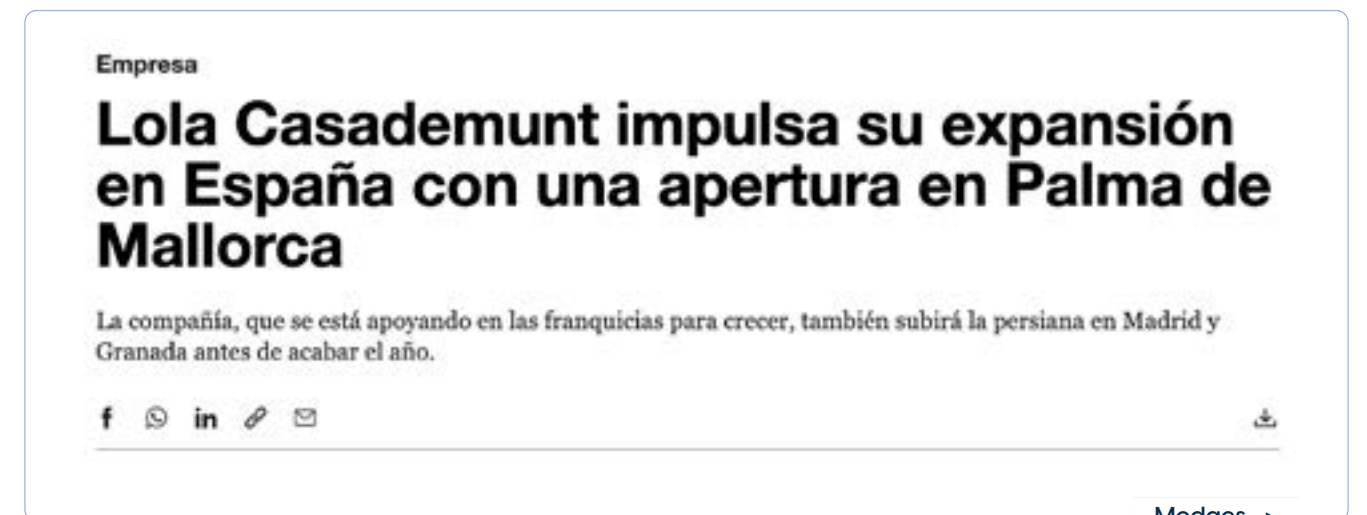 Empresa
Lola Casademunt impulsa su expansión
en España con una apertura en Palma de
Mallorca
La compañía, que se está apoyando en las franquicias para crecer, también subirá la persiana en Madrid y
Granada antes de acabar el año.
f in